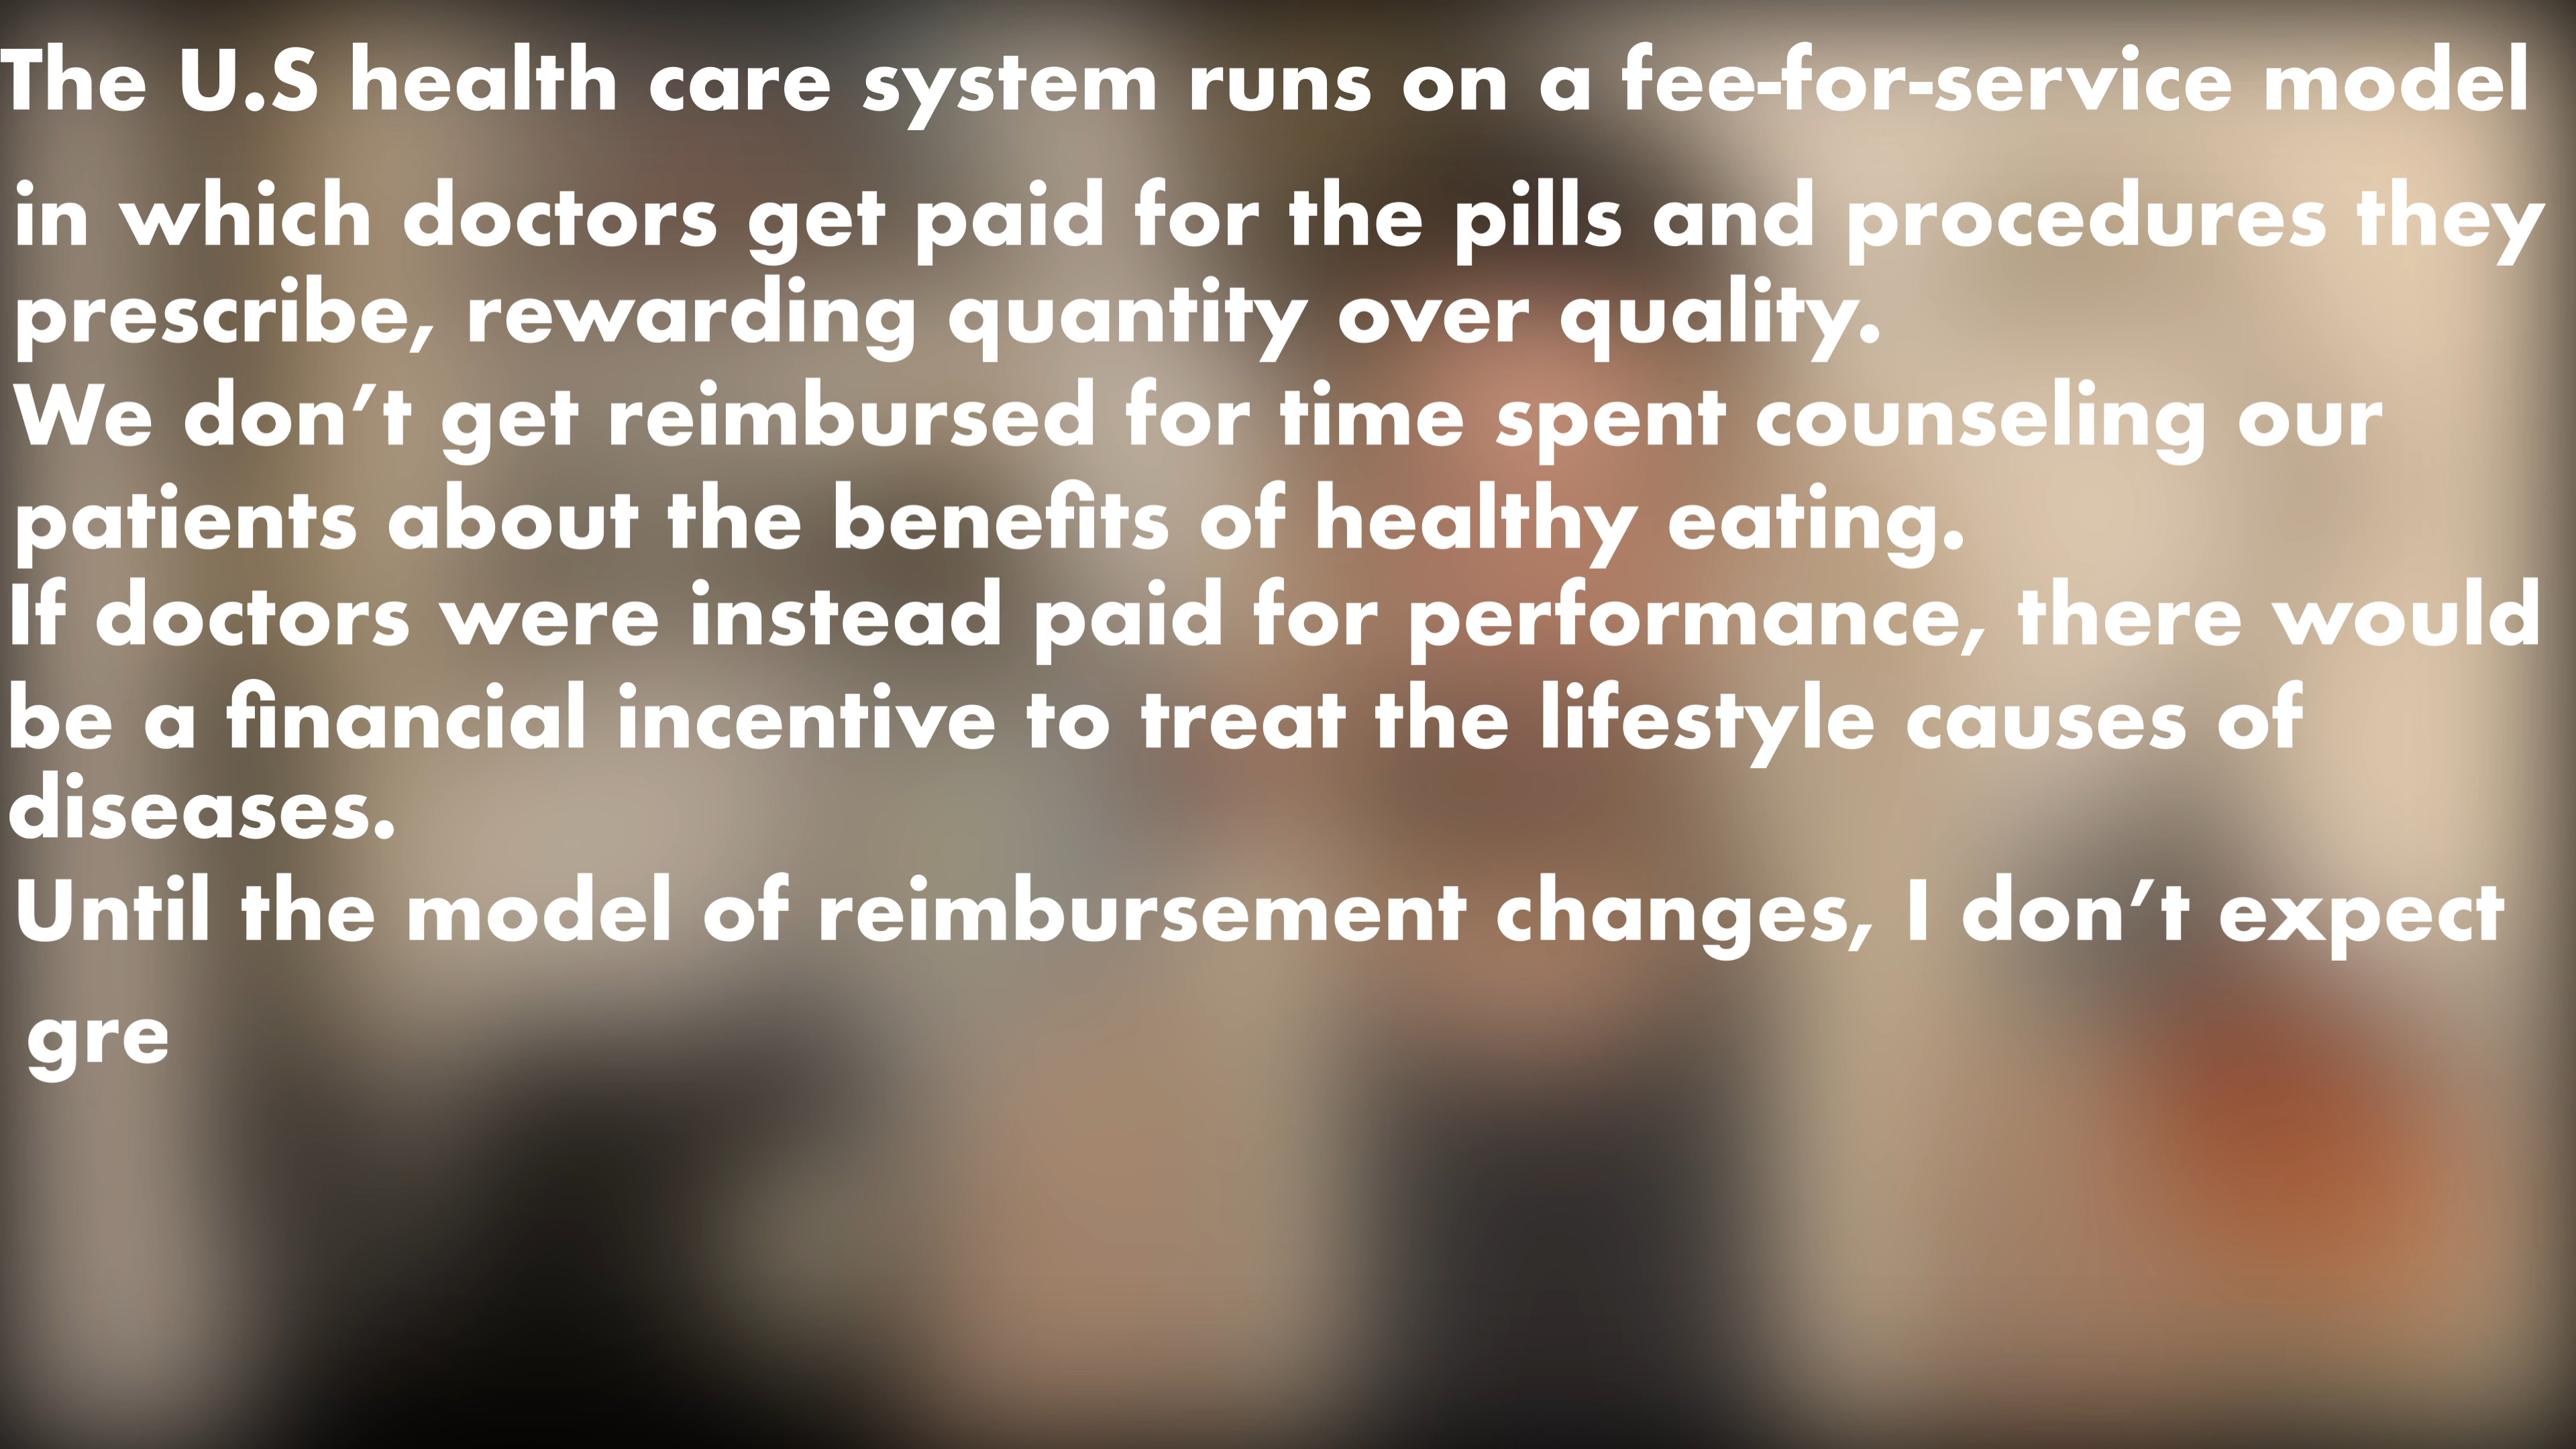 The U.S health care system runs on a fee-for-service model
in which doctors get paid for the pills and procedures they
prescribe, rewarding quantity over quality.
We don’t get reimbursed for time spent counseling our
patients about the benefits of healthy eating.
If doctors were instead paid for performance, there would
be a financial incentive to treat the lifestyle causes of
diseases.
Until the model of reimbursement changes, I don’t expect
gre